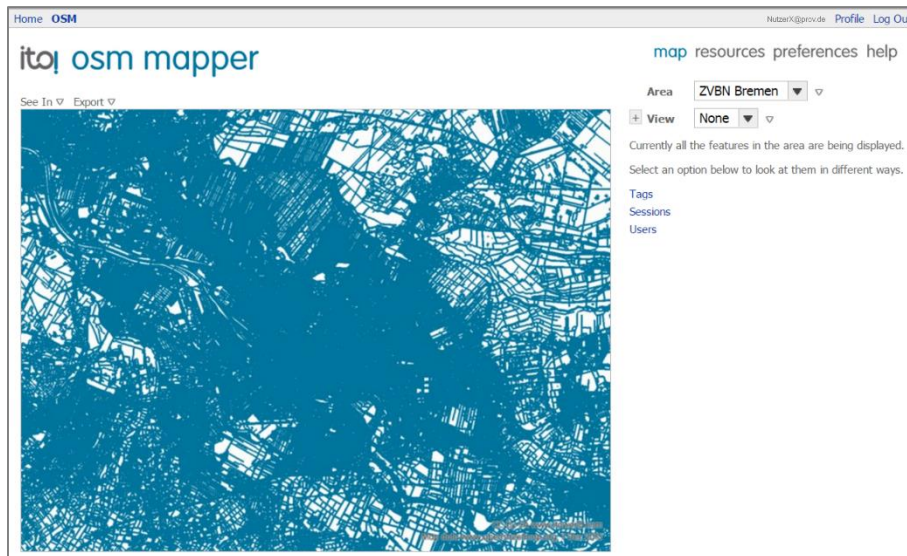 Home OSM NutzerX@prov.de Profile Log Ou
ito! osm mapper
map resources preferences help
See In Export
Area ZVBN Bremen
+ View None
Currently all the features in the area are being displayed.
Select an option below to look at them in different ways.
Tags
Sessions
Users